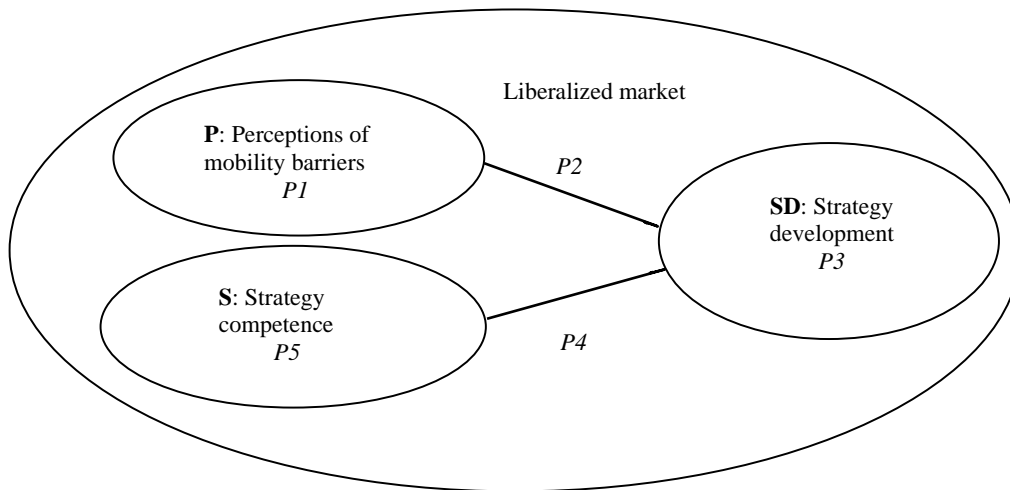 Liberalized market
P: Perceptions of
mobility barriers
P1
P2
SD: Strategy
development
P3
S: Strategy
competence
P5
P4